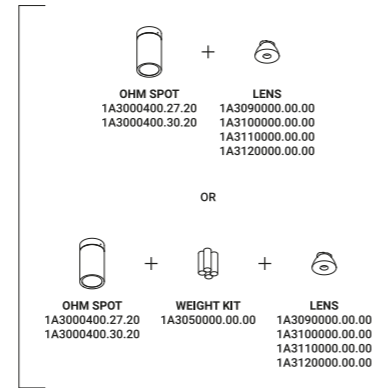 +
OHM SPOT
1A3000400.27.20
1A3000400.30.20
LENS
1A3090000.00.00
1A3100000.00.00
1A3110000.00.00
1A3120000.00.00
OR
+ +
OHM SPOT
1A3000400.27.20
1A3000400.30.20
WEIGHT KIT
1A3050000.00.00
LENS
1A3090000.00.00
1A3100000.00.00
1A3110000.00.00
1A3120000.00.00